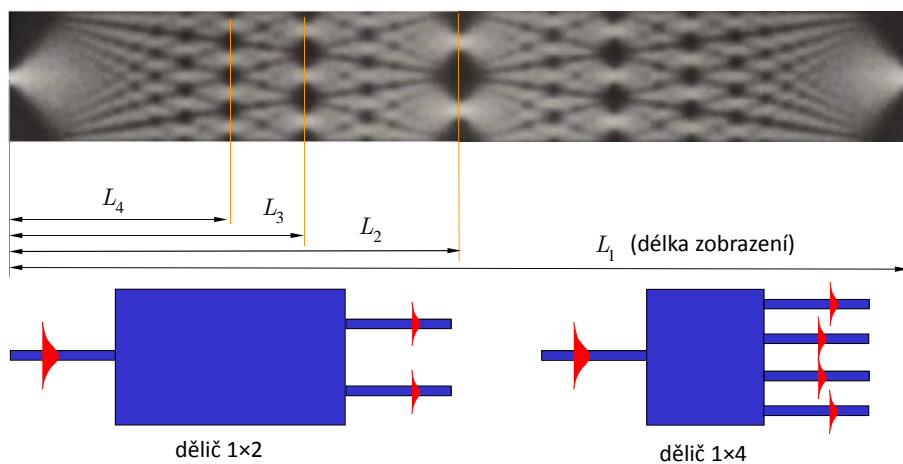 L4
L3
L2
L1 (délka zobrazení)
dělič 1×2
dělič 1×4